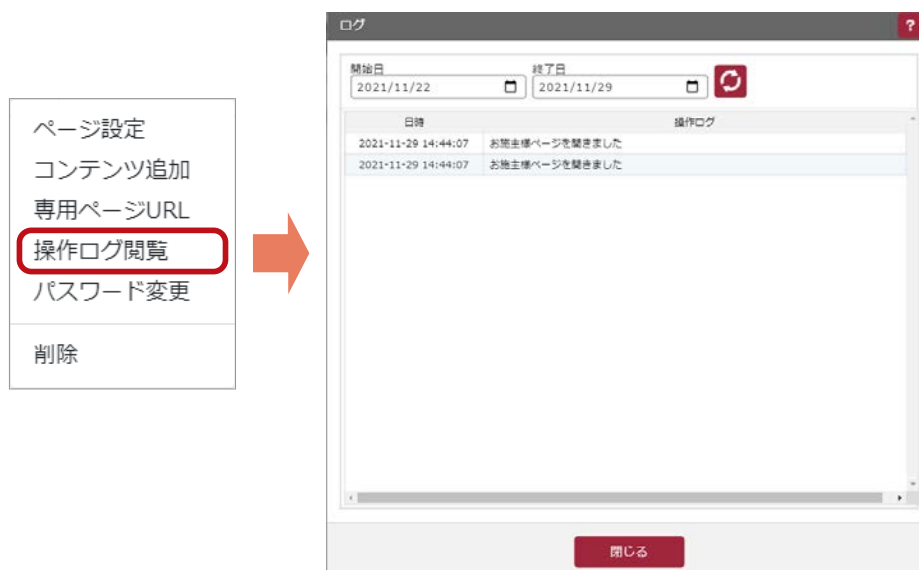 ページ設定
コンテンツ追加
専用ページURL
操作ログ閲覧
パスワード変更
削除
ログ
?
開始日
終了日
2021/11/22
2021/11/29
日時
操作ログ
2021-11-29 14:44:07 お施主様ページを開きました
2021-11-29 14:44:07 お施主様ページを開きました
閉じる